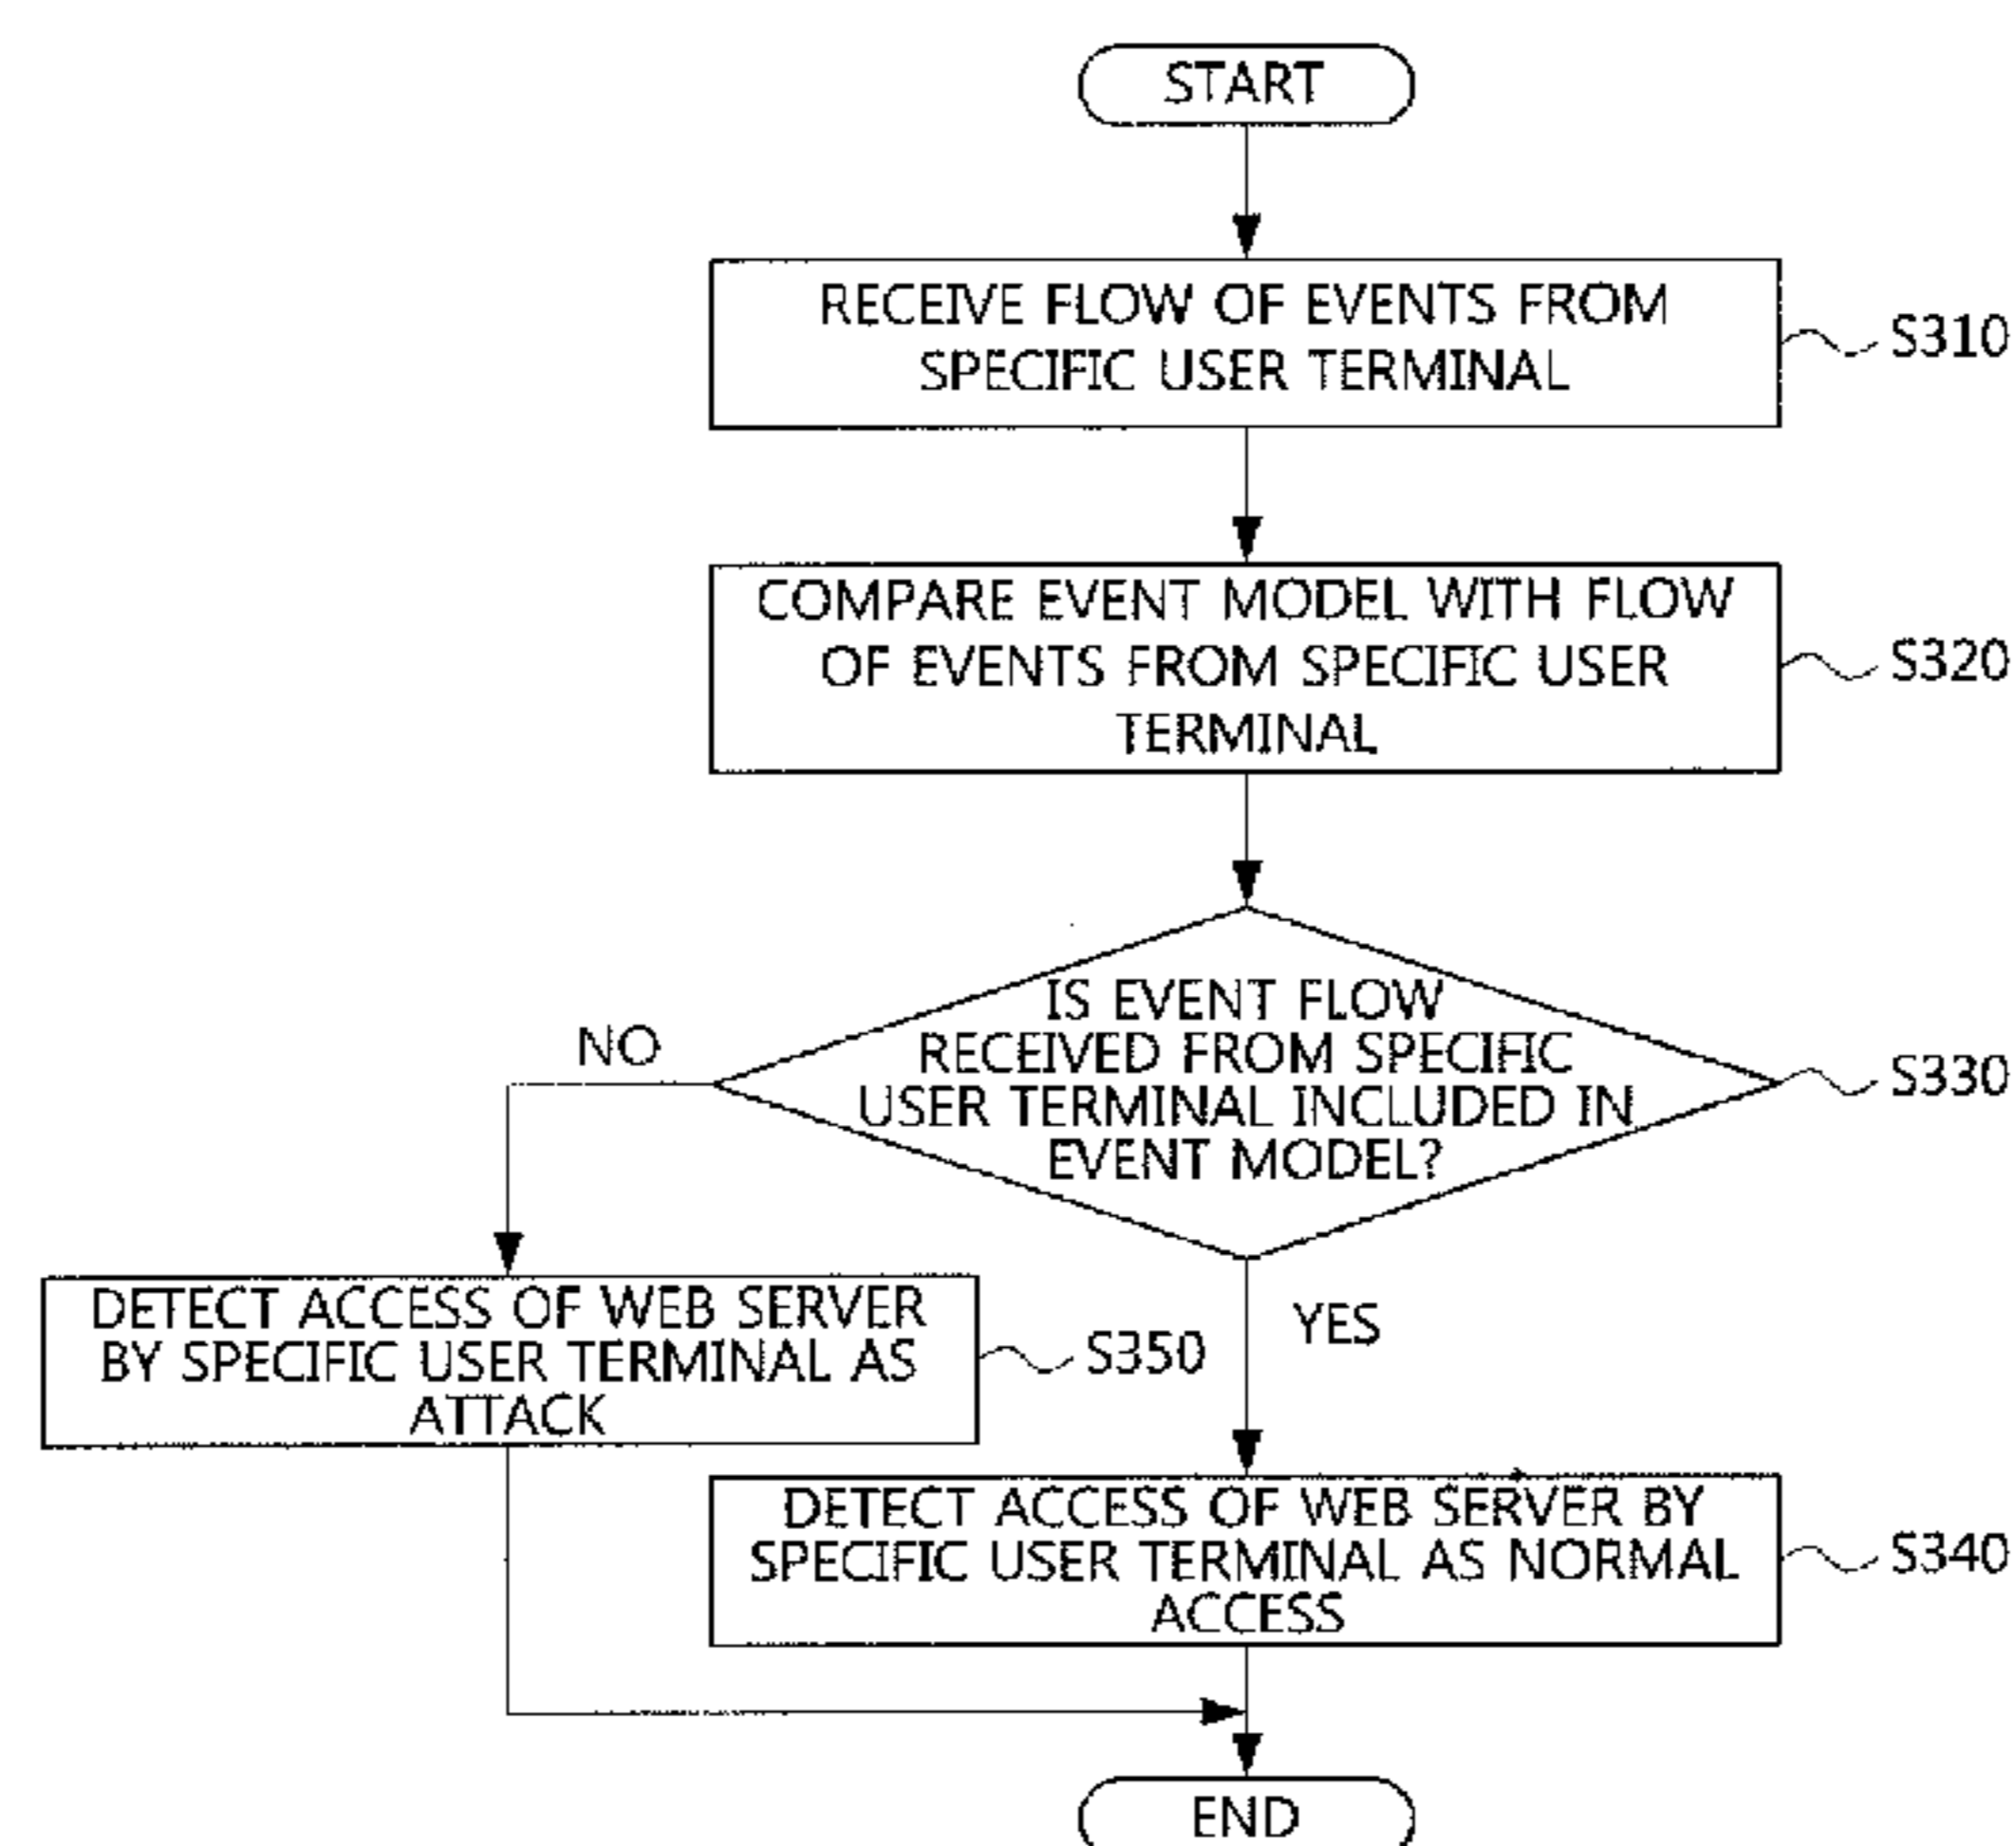 START
RECEIVE FLOW OF EVENTS FROM
SPECIFIC USER TERMINAL
S310
COMPARE EVENT MODEL WITH FLOW
OF EVENTS FROM SPECIFIC USER
TERMINAL
S320
IS EVENT FLOW
RECEIVED FROM SPECIFIC
USER TERMINAL INCLUDED IN
EVENT MODEL?
S330
NO
YES
DETECT ACCESS OF WEB SERVER
BY SPECIFIC USER TERMINAL AS
ATTACK
S350
DETECT ACCESS OF WEB SERVER BY
SPECIFIC USER TERMINAL AS NORMAL
ACCESS
S340
END